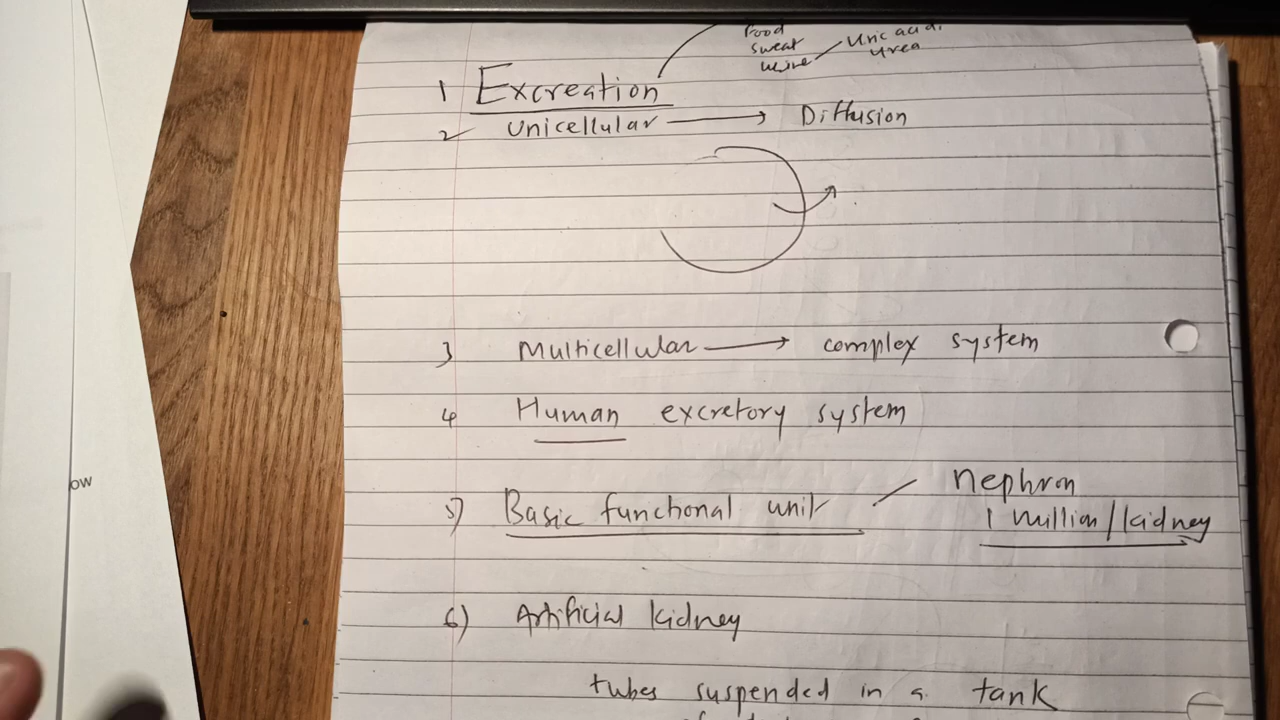 Food
sweat Uric acid.
urine urea
1 Excreation
2 Unicellular → Diffusion
3 Multicellular → complex system
4 Human excretory system
nephron
5) Basic functional unit
1 million/kidney
6) Artificial kidney
tubes suspended in a tank
ow